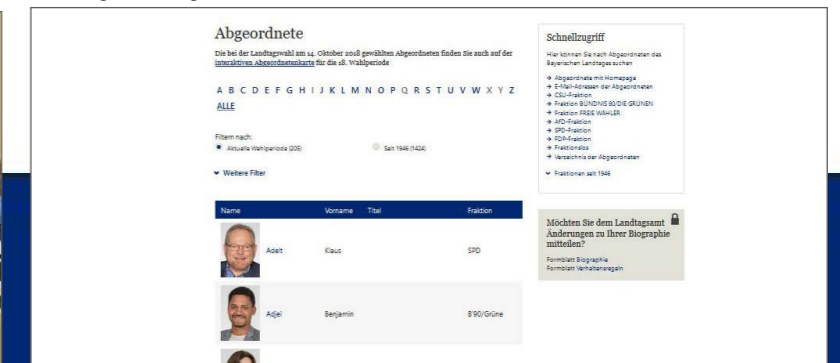 Abgeordnete
Die bei der Landtagswahl am 14. Oktober 2018 gewählten Abgeordneten finden Sie auch auf der
interaktiven Abgeordnetenkarte für die 18. Wahlperiode
A B C D E F G H I J K L M N O P Q R S T U V W X Y Z
ALLE
Filtern nach:
Aktuelle Wahlperiode (205) Seit 1946 (1424)
Weitere Filter
Name Vorname Titel Fraktion
Adelt Klaus SPD
Adjei Benjamin B'90/Grüne
Schnellzugriff
Hier können Sie nach Abgeordneten des
Bayerischen Landtages suchen
→ Abgeordnete mit Homepage
→ E-Mail-Adressen der Abgeordneten
→ CSU-Fraktion
→ Fraktion BÜNDNIS 90/DIE GRÜNEN
→ Fraktion FREIE WÄHLER
→ AfD-Fraktion
→ SPD-Fraktion
→ FDP-Fraktion
→ Fraktionslos
→ Verzeichnis der Abgeordneten
Fraktionen seit 1946
Möchten Sie dem Landtagsamt
Änderungen zu Ihrer Biographie
mitteilen?
Formblatt Biographie
Formblatt Verhaltensregeln